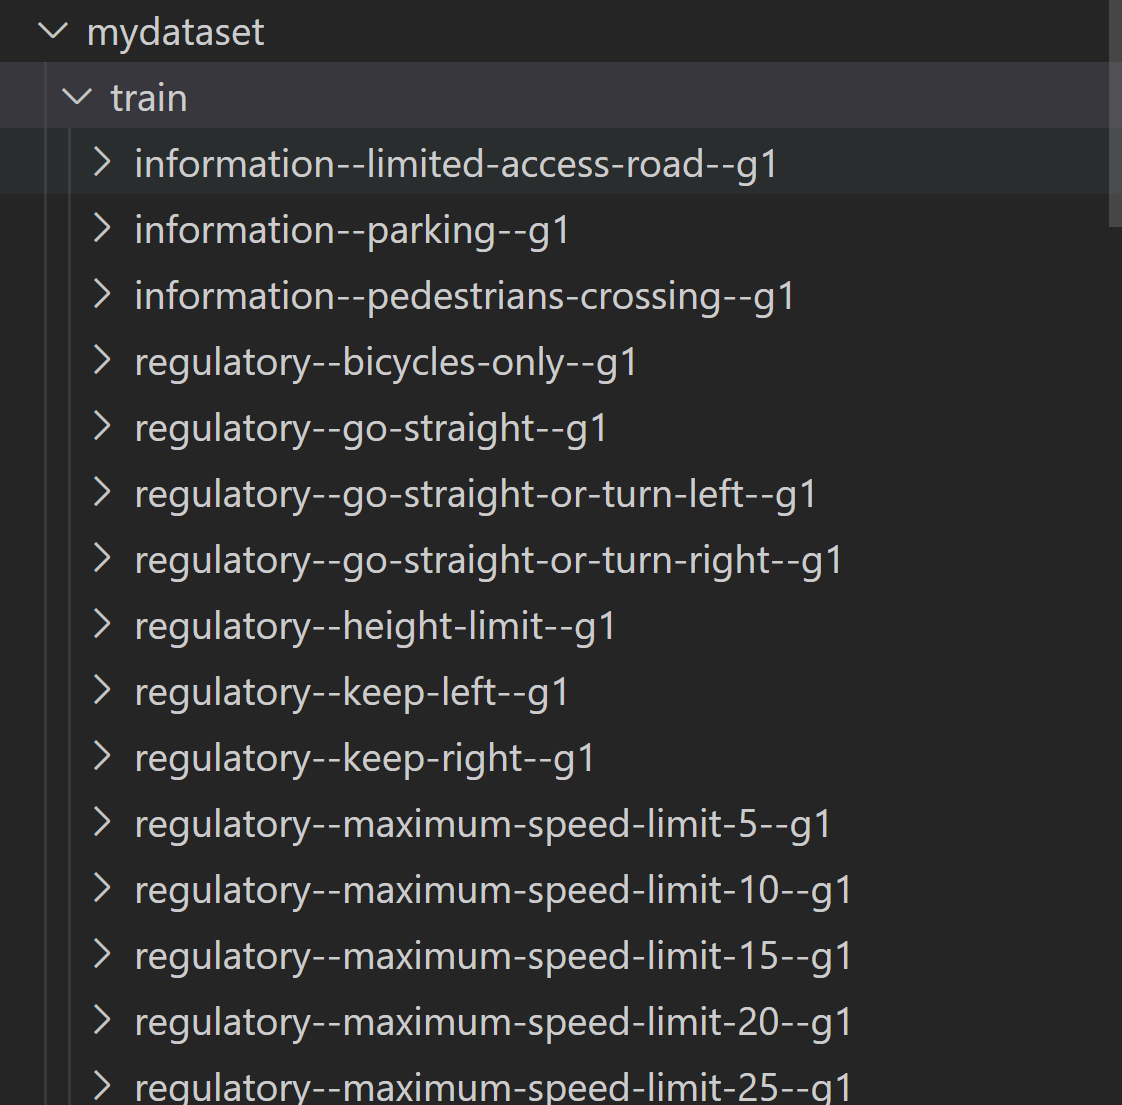 mydataset
train
information--limited-access-road--g1
information--parking--g1
information--pedestrians-crossing--g1
regulatory--bicycles-only--g1
regulatory--go-straight--g1
regulatory--go-straight-or-turn-left--g1
regulatory--go-straight-or-turn-right--g1
regulatory--height-limit--g1
regulatory--keep-left--g1
regulatory--keep-right--g1
regulatory--maximum-speed-limit-5--g1
regulatory--maximum-speed-limit-10--g1
regulatory--maximum-speed-limit-15--g1
regulatory--maximum-speed-limit-20--g1
regulatory--maximum-speed-limit-25--g1